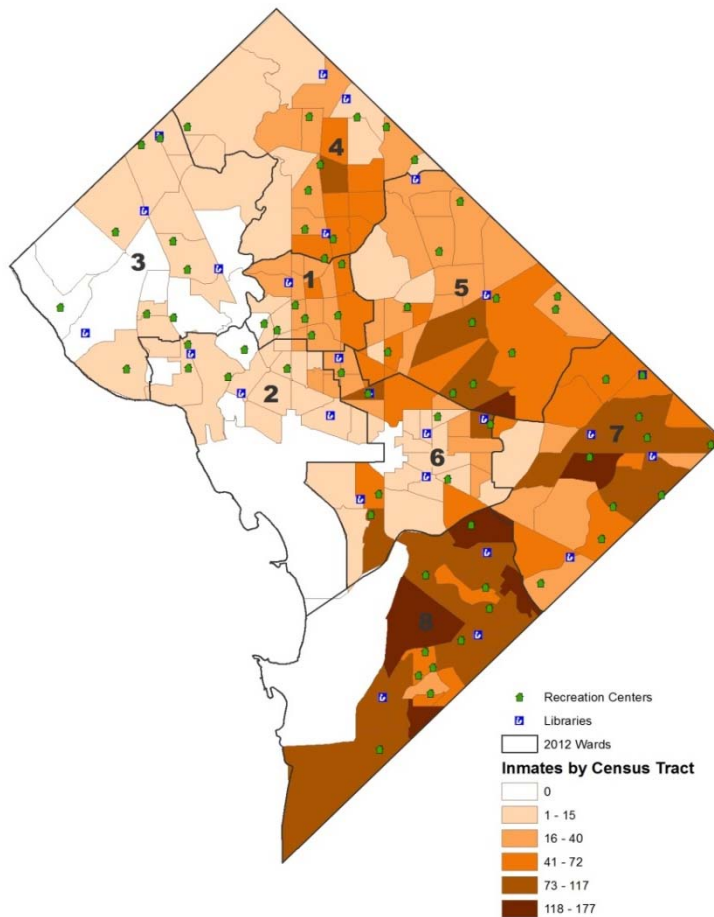 4
3
1
5
2
7
6
8
Recreation Centers
Libraries
2012 Wards
Inmates by Census Tract
0
1 - 15
16 - 40
41 - 72
73 - 117
118 - 177